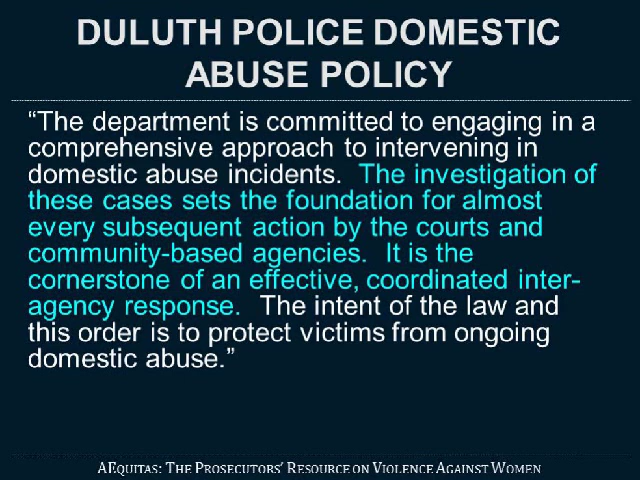 DULUTH POLICE DOMESTIC
ABUSE POLICY
“The department is committed to engaging in a
comprehensive approach to intervening in
domestic abuse incidents. The investigation of
these cases sets the foundation for almost
every subsequent action by the courts and
community-based agencies. It is the
cornerstone of an effective, coordinated inter-
agency response. The intent of the law and
this order is to protect victims from ongoing
domestic abuse.”
AEQUITAS: THE PROSECUTORS’ RESOURCE ON VIOLENCE AGAINST WOMEN